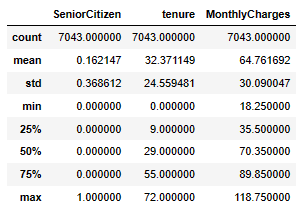 SeniorCitizen tenure MonthlyCharges
count 7043.000000 7043.000000 7043.000000
mean 0.162147 32.371149 64.761692
std 0.368612 24.559481 30.090047
min 0.000000 0.000000 18.250000
25% 0.000000 9.000000 35.500000
50% 0.000000 29.000000 70.350000
75% 0.000000 55.000000 89.850000
max 1.000000 72.000000 118.750000